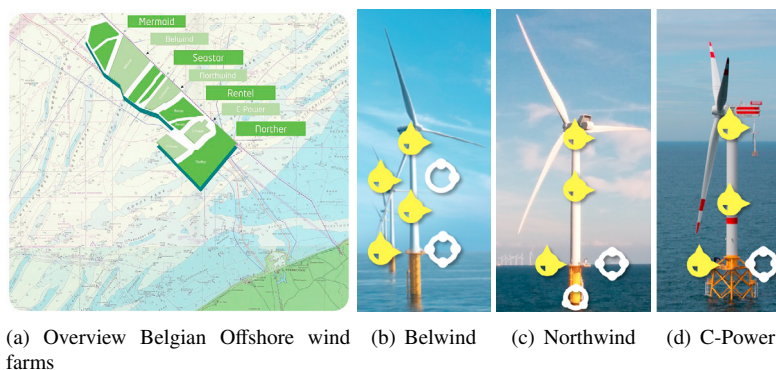 Mermaid
Belwind
Seastar
Northwind
Rentel
C-Power
Norther
(a) Overview Belgian Offshore wind
farms
(b) Belwind
(c) Northwind
(d) C-Power